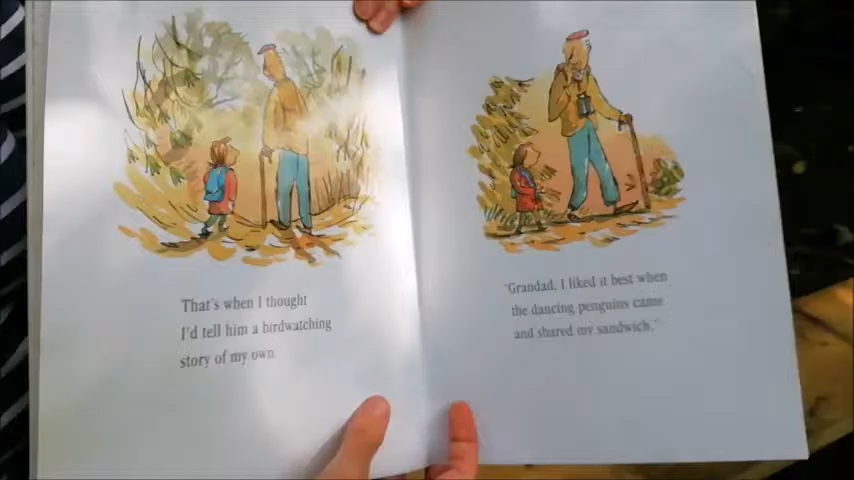 That's when I thought
I'd tell him a birdwatching
story of my own.
"Grandad, I liked it best when
the dancing penguins came
and shared my sandwich."